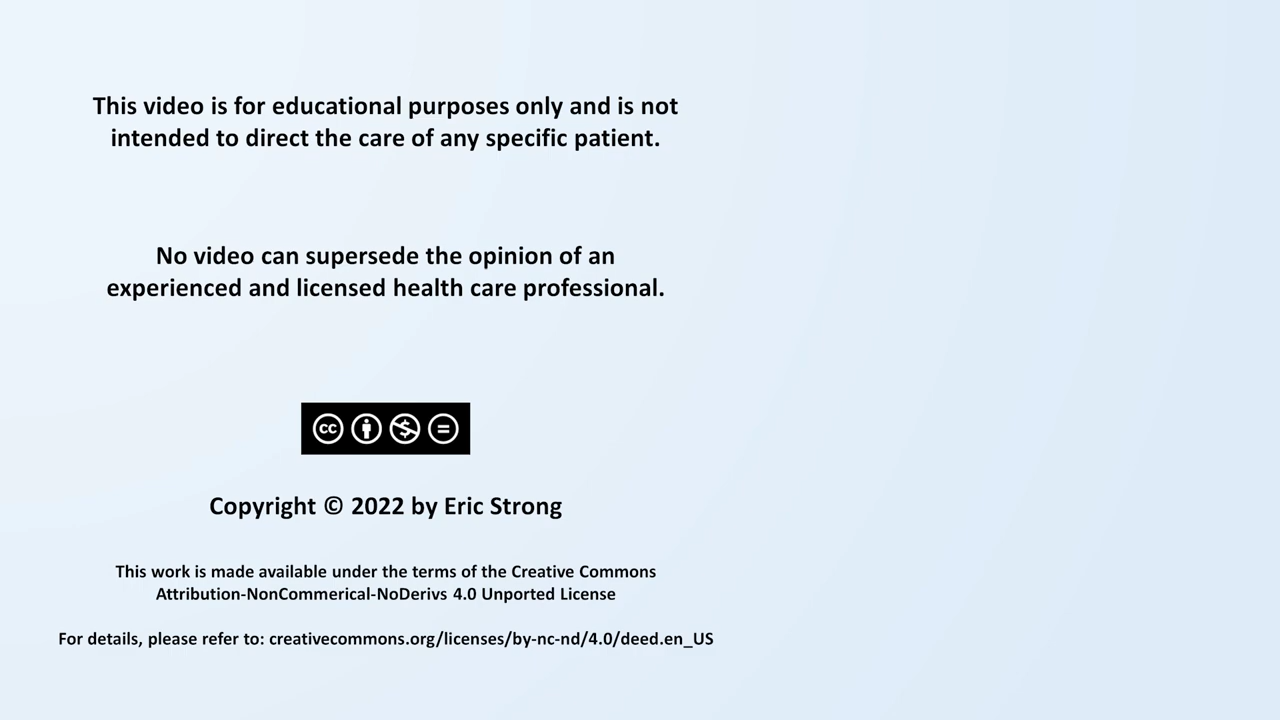 This video is for educational purposes only and is not
intended to direct the care of any specific patient.
No video can supersede the opinion of an
experienced and licensed health care professional.
cc $ =
Copyright © 2022 by Eric Strong
This work is made available under the terms of the Creative Commons
Attribution-NonCommerical-NoDerivs 4.0 Unported License
For details, please refer to: creativecommons.org/licenses/by-nc-nd/4.0/deed.en_US